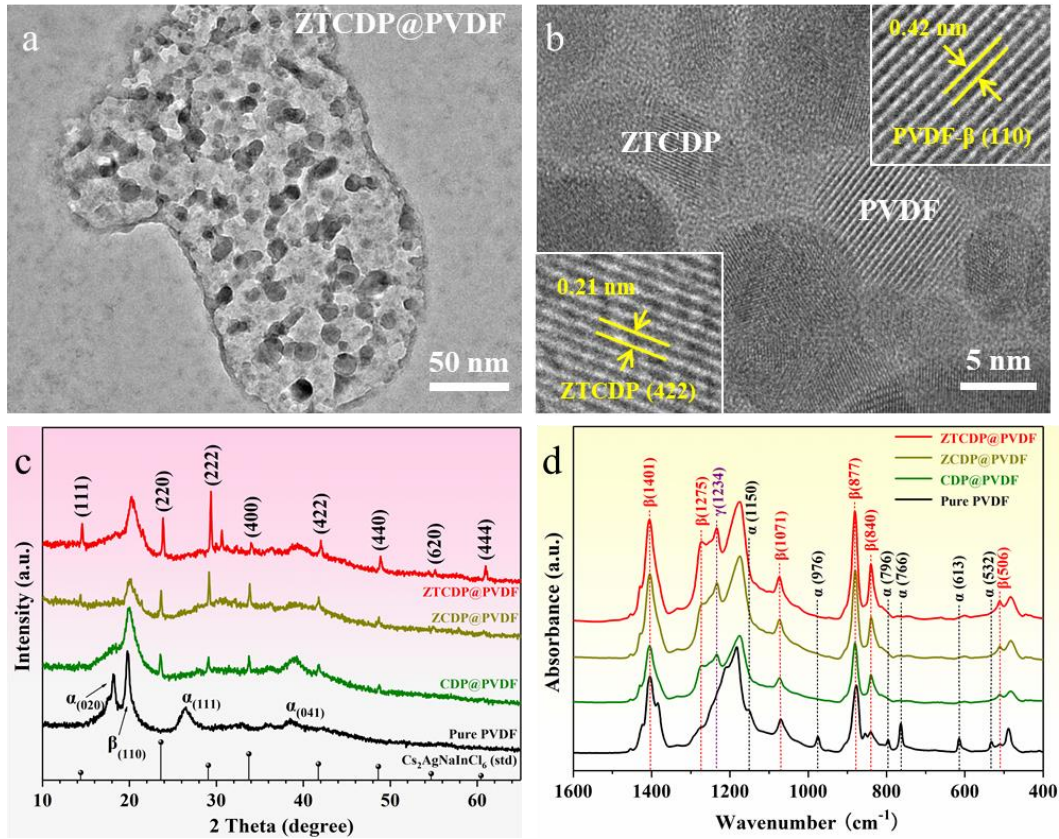 a
ZTCDP@PVDF
50 nm
b
ZTCDP
PVDF
0.42 nm
PVDF-β (110)
0.21 nm
ZTCDP (422)
5 nm
c
(111)
(220)
(222)
(400)
(422)
(440)
(620)
(444)
ZTCDP@PVDF
ZCDP@PVDF
CDP@PVDF
α(020)
β(110)
α(111)
α(041)
Pure PVDF
Cs₂AgNaInCl₆ (std)
10 20 30 40 50 60
2 Theta (degree)
Intensity (a.u.)
d
ZTCDP@PVDF
ZCDP@PVDF
CDP@PVDF
Pure PVDF
β(1401)
β(1275)
γ(1234)
α (1150)
β(1071)
α (976)
β(877)
β(840)
α (796)
α (766)
α (613)
α (532)
β(506)
1600 1400 1200 1000 800 600 400
Wavenumber (cm⁻¹)
Absorbance (a.u.)